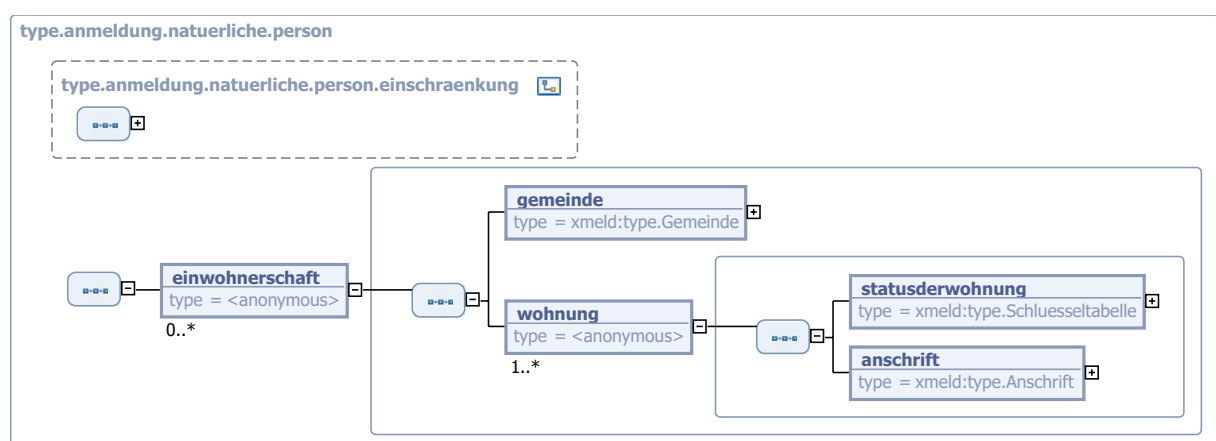 type.anmeldung.natuerliche.person
type.anmeldung.natuerliche.person.einschraenkung
gemeinde
type = xmeld:type.Gemeinde
einwohnerschaft
type = <anonymous>
0..*
wohnung
type = <anonymous>
1..*
statusderwohnung
type = xmeld:type.Schluesseltabelle
anschrift
type = xmeld:type.Anschrift